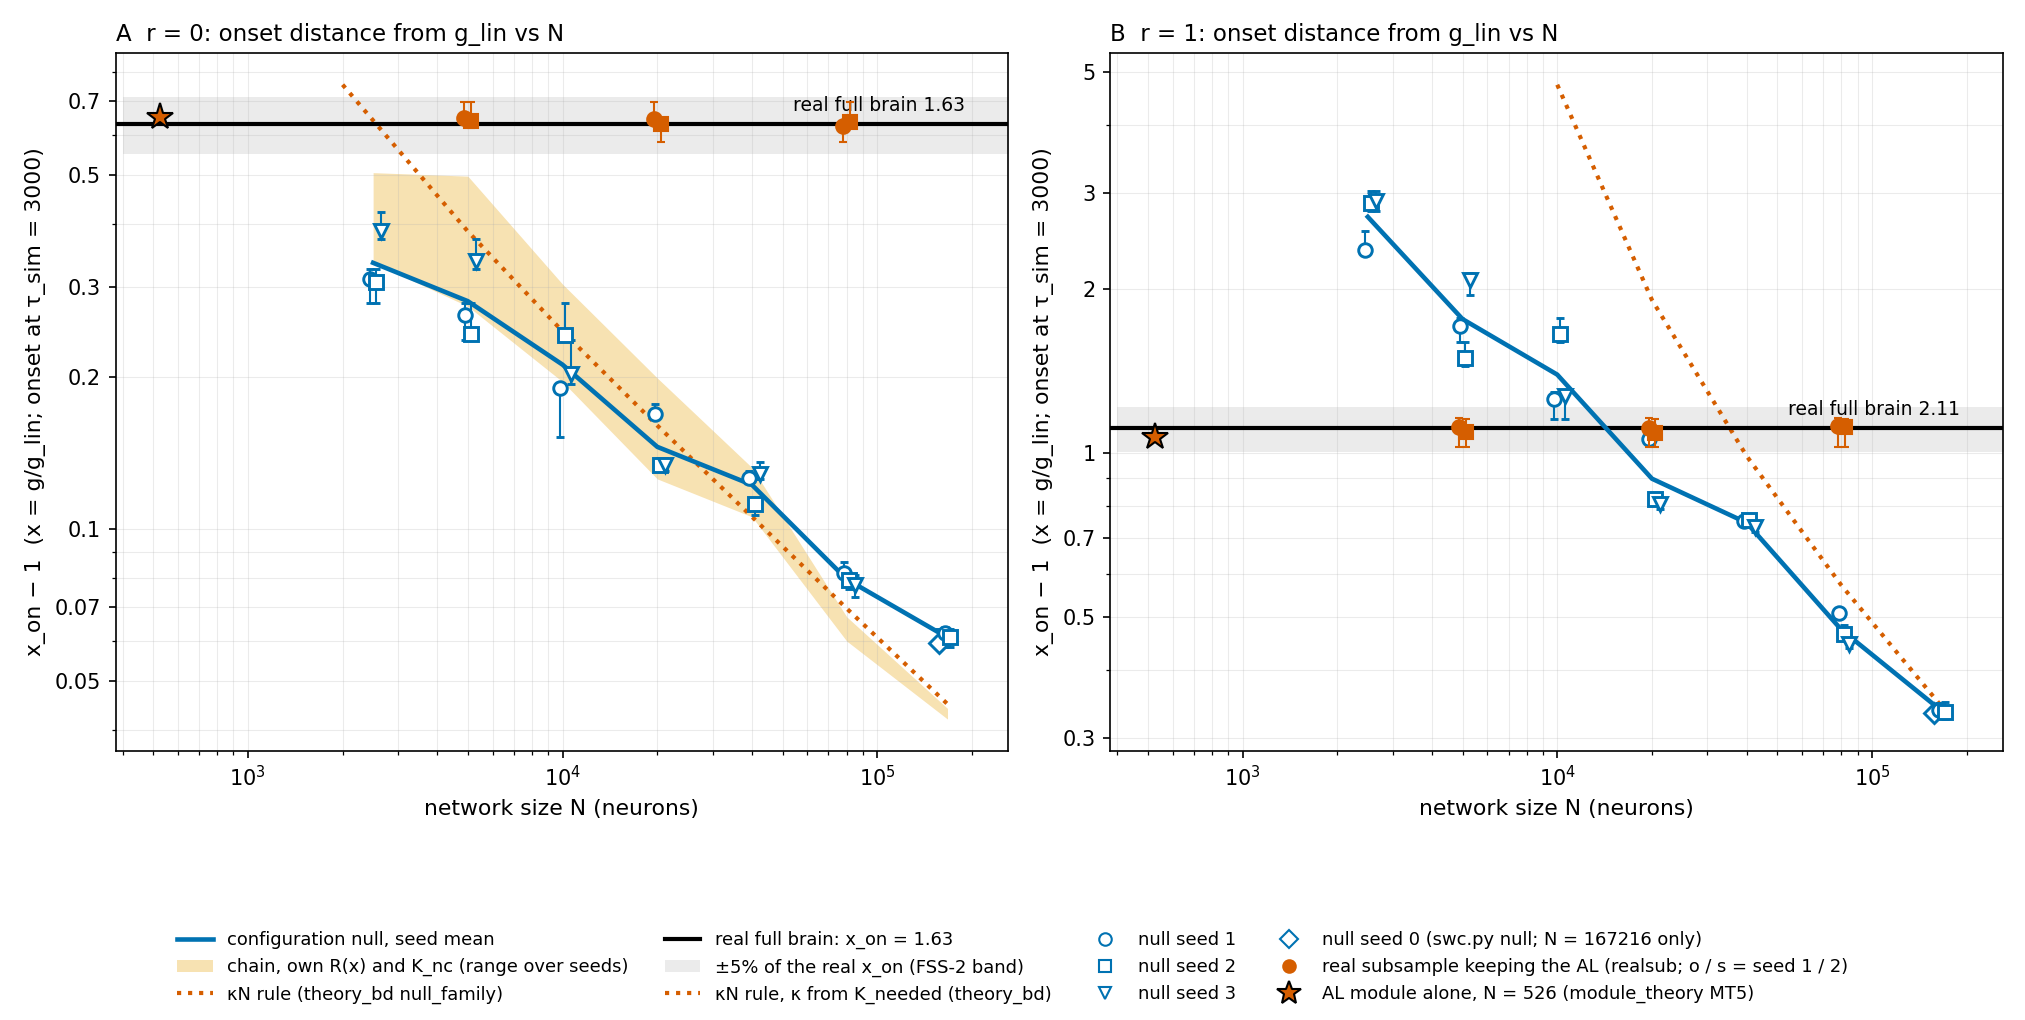 A  r = 0: onset distance from g_lin vs N
x_on − 1  (x = g/g_lin; onset at τ_sim = 3000)
0.7
0.5
0.3
0.2
0.1
0.07
0.05
real full brain 1.63
10³
10⁴
10⁵
network size N (neurons)
B  r = 1: onset distance from g_lin vs N
x_on − 1  (x = g/g_lin; onset at τ_sim = 3000)
5
3
2
1
0.7
0.5
0.3
real full brain 2.11
10³
10⁴
10⁵
network size N (neurons)
configuration null, seed mean
chain, own R(x) and K_nc (range over seeds)
κN rule (theory_bd null_family)
real full brain: x_on = 1.63
±5% of the real x_on (FSS-2 band)
κN rule, κ from K_needed (theory_bd)
null seed 1
null seed 2
null seed 3
null seed 0 (swc.py null; N = 167216 only)
real subsample keeping the AL (realsub; o / s = seed 1 / 2)
AL module alone, N = 526 (module_theory MT5)